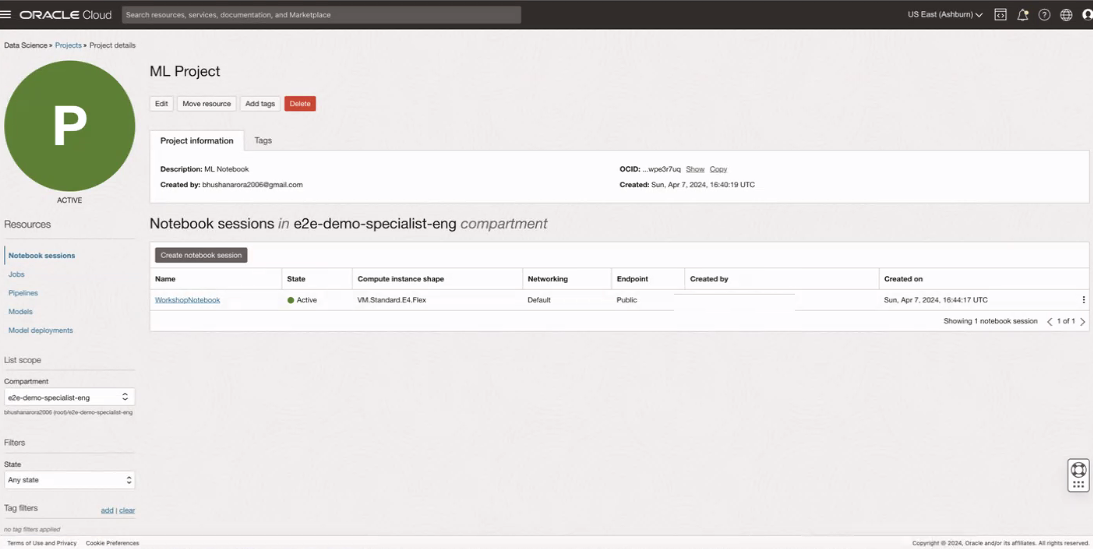 ORACLE Cloud
Search resources, services, documentation, and Marketplace
US East (Ashburn)
Data Science » Projects » Project details
P
ACTIVE
ML Project
Edit Move resource Add tags Delete
Project information Tags
Description: ML Notebook
OCID: ...wpe3r7uq Show Copy
Created by: bhushanarora2006@gmail.com
Created: Sun, Apr 7, 2024, 16:40:19 UTC
Resources
Notebook sessions
Jobs
Pipelines
Models
Model deployments
List scope
Compartment
e2e-demo-specialist-eng
bhushanarora2006 (root)/e2e-demo-specialist-eng
Filters
State
Any state
Tag filters add | clear
no tag filters applied
Notebook sessions in e2e-demo-specialist-eng compartment
Create notebook session
Name State Compute instance shape Networking Endpoint Created by Created on
WorkshopNotebook Active VM.Standard.E4.Flex Default Public Sun, Apr 7, 2024, 16:44:17 UTC
Showing 1 notebook session < 1 of 1 >
Terms of Use and Privacy Cookie Preferences
Copyright © 2024, Oracle and/or its affiliates. All rights reserved.